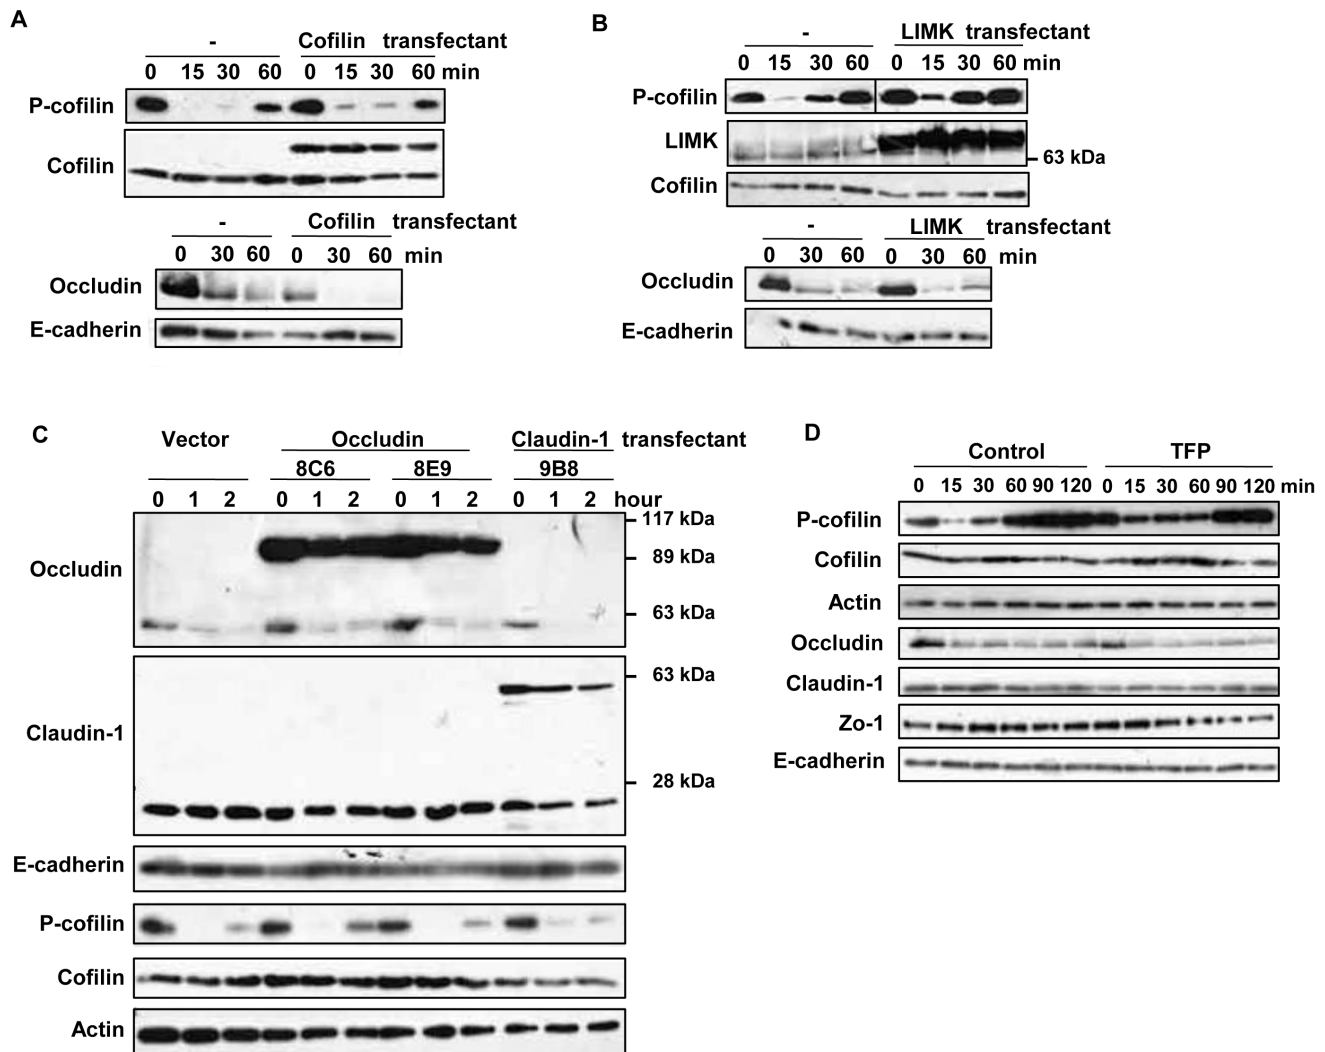 A
- Cofilin transfectant
0 15 30 60 0 15 30 60 min
P-cofilin
Cofilin
- Cofilin transfectant
0 30 60 0 30 60 min
Occludin
E-cadherin
B
- LIMK transfectant
0 15 30 60 0 15 30 60 min
P-cofilin
LIMK
63 kDa
Cofilin
- LIMK transfectant
0 30 60 0 30 60 min
Occludin
E-cadherin
C
Vector Occludin Claudin-1 transfectant
8C6 8E9 9B8
0 1 2 0 1 2 0 1 2 0 1 2 hour
117 kDa
Occludin
89 kDa
63 kDa
63 kDa
Claudin-1
28 kDa
E-cadherin
P-cofilin
Cofilin
Actin
D
Control TFP
0 15 30 60 90 120 0 15 30 60 90 120 min
P-cofilin
Cofilin
Actin
Occludin
Claudin-1
Zo-1
E-cadherin